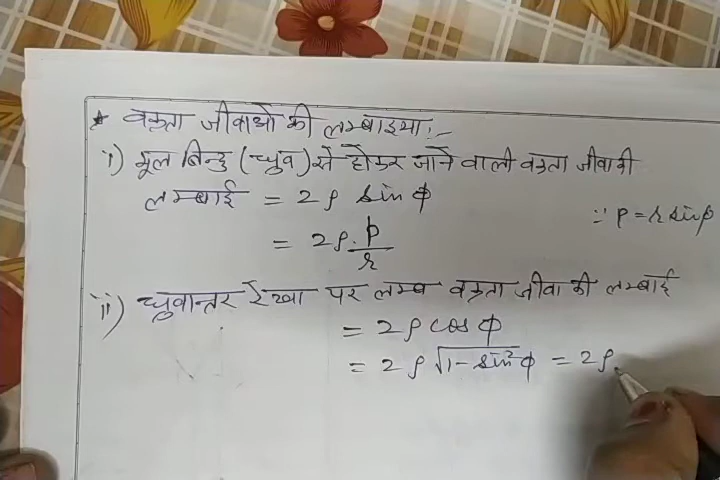 * वक्रता जीवाओं की लम्बाइयाँ :-
i) मूल बिन्दु (ध्रुव) से होकर जाने वाली वक्रता जीवा की
लम्बाई = 2ρ sin φ
∵ p = r sin φ
= 2ρ. p/r
ii) ध्रुवान्तर रेखा पर लम्ब वक्रता जीवा की लम्बाई
= 2ρ cos φ
= 2ρ √1 - sin²φ = 2ρ.